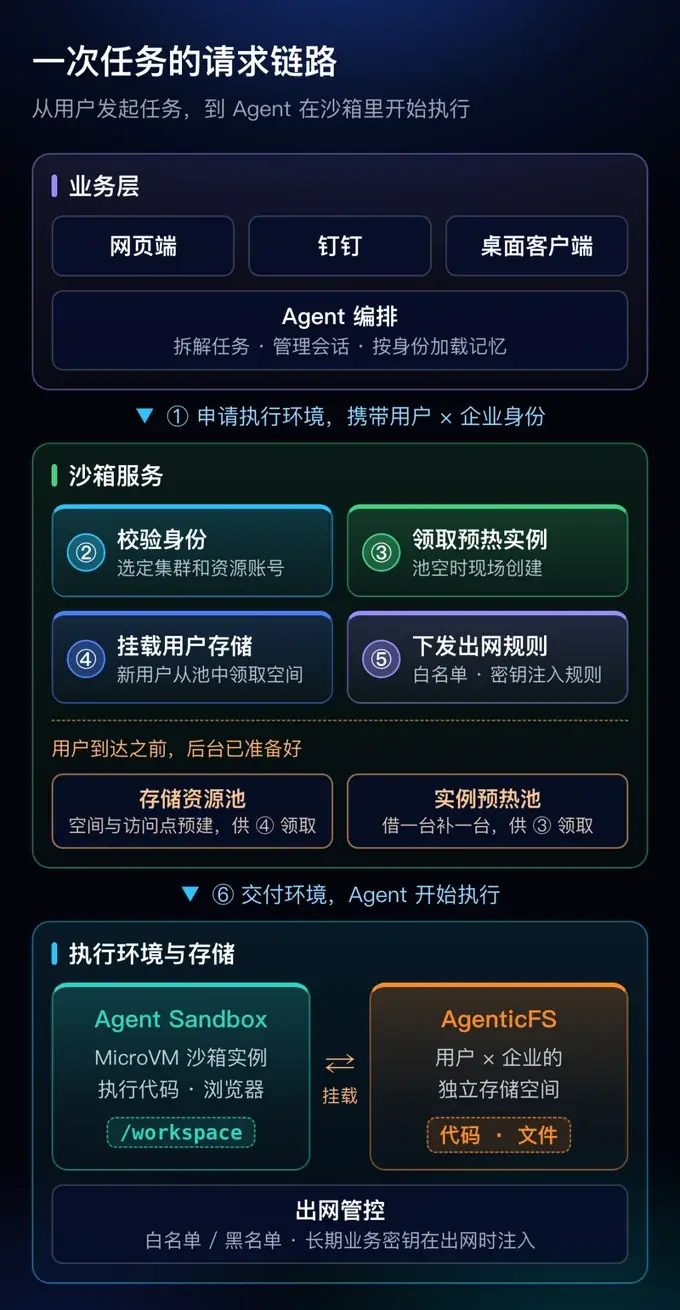 一次任务的请求链路
从用户发起任务，到 Agent 在沙箱里开始执行
业务层
网页端
钉钉
桌面客户端
Agent 编排
拆解任务 · 管理会话 · 按身份加载记忆
▼ ① 申请执行环境，携带用户 × 企业身份
沙箱服务
② 校验身份
选定集群和资源账号
③ 领取预热实例
池空时现场创建
④ 挂载用户存储
新用户从池中领取空间
⑤ 下发出网规则
白名单 · 密钥注入规则
用户到达之前，后台已准备好
存储资源池
空间与访问点预建，供 ④ 领取
实例预热池
借一台补一台，供 ③ 领取
▼ ⑥ 交付环境，Agent 开始执行
执行环境与存储
Agent Sandbox
MicroVM 沙箱实例
执行代码 · 浏览器
/workspace
⇄
挂载
AgenticFS
用户 × 企业的
独立存储空间
代码 · 文件
出网管控
白名单 / 黑名单 · 长期业务密钥在出网时注入